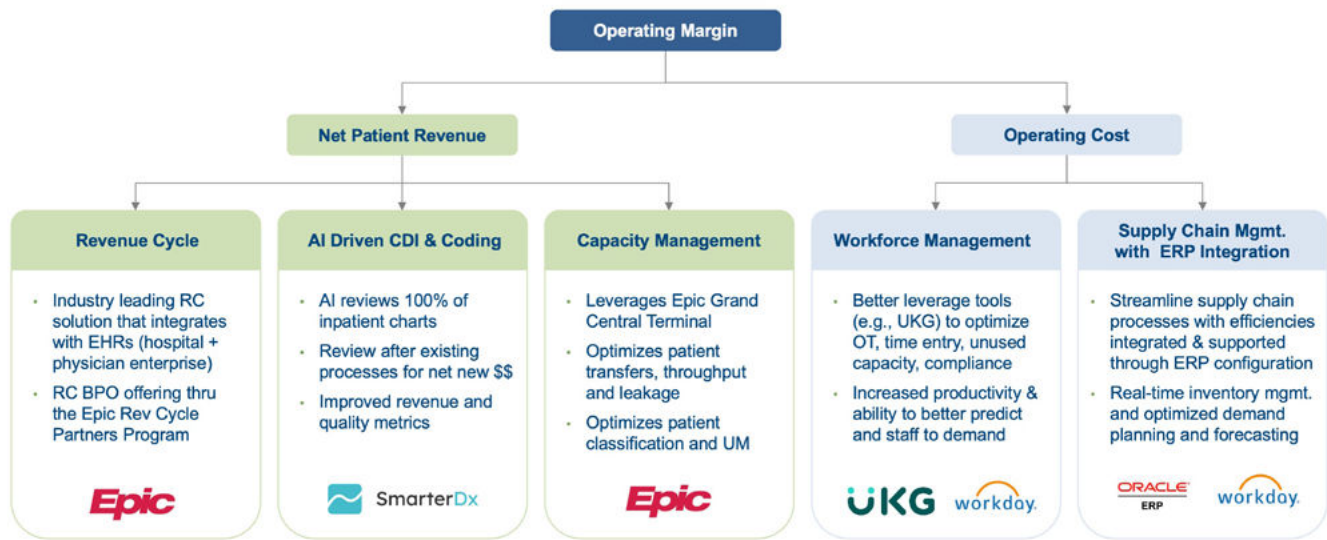 Operating Margin
Net Patient Revenue
Operating Cost
Revenue Cycle
• Industry leading RC
solution that integrates
with EHRs (hospital +
physician enterprise)
• RC BPO offering thru
the Epic Rev Cycle
Partners Program
Epic
AI Driven CDI & Coding
• AI reviews 100% of
inpatient charts
• Review after existing
processes for net new $$
• Improved revenue and
quality metrics
SmarterDx
Capacity Management
• Leverages Epic Grand
Central Terminal
• Optimizes patient
transfers, throughput
and leakage
• Optimizes patient
classification and UM
Epic
Workforce Management
• Better leverage tools
(e.g., UKG) to optimize
OT, time entry, unused
capacity, compliance
• Increased productivity &
ability to better predict
and staff to demand
UKG
workday.
Supply Chain Mgmt.
with ERP Integration
• Streamline supply chain
processes with efficiencies
integrated & supported
through ERP configuration
• Real-time inventory mgmt.
and optimized demand
planning and forecasting
ORACLE
ERP
workday.